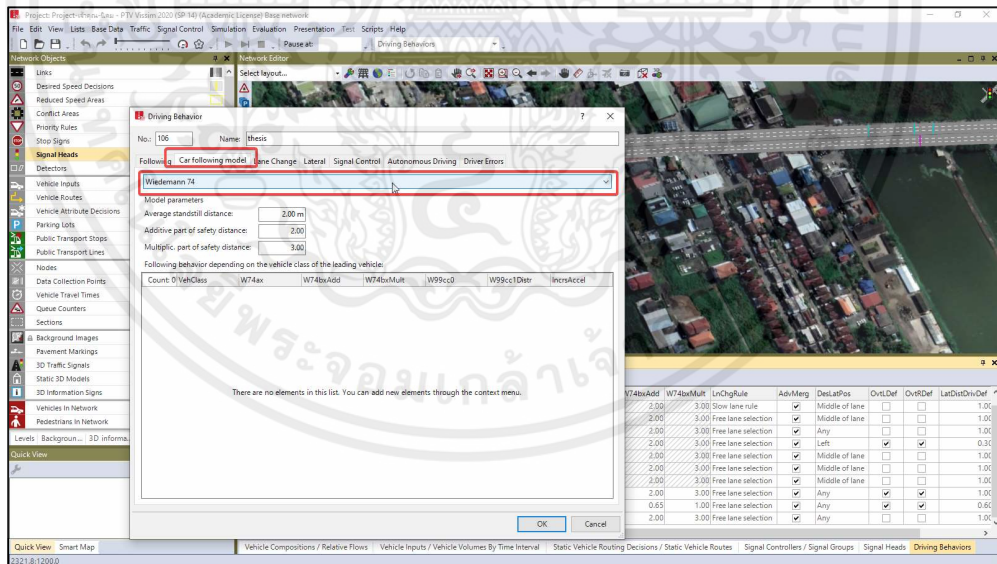 Project: Project-เจ้าคณะ-นิคม - PTV Vissim 2020 (SP 14) (Academic License) Base network
File Edit View Lists Base Data Traffic Signal Control Simulation Evaluation Presentation Test Scripts Help
Pause at: Driving Behaviors
Network Objects
Network Editor
Links
Select layout...
Desired Speed Decisions
Reduced Speed Areas
Conflict Areas
Priority Rules
Stop Signs
Signal Heads
Detectors
Vehicle Inputs
Vehicle Routes
Vehicle Attribute Decisions
Parking Lots
Public Transport Stops
Public Transport Lines
Nodes
Data Collection Points
Vehicle Travel Times
Queue Counters
Sections
Background Images
Pavement Markings
3D Traffic Signals
Static 3D Models
3D Information Signs
Vehicles In Network
Pedestrians In Network
Levels Backgroun... 3D informa...
Quick View
Driving Behavior
No.: 106 Name: thesis
Following Car following model Lane Change Lateral Signal Control Autonomous Driving Driver Errors
Wiedemann 74
Model parameters
Average standstill distance: 2.00 m
Additive part of safety distance: 2.00
Multiplic. part of safety distance: 3.00
Following behavior depending on the vehicle class of the leading vehicle:
Count: 0 VehClass W74ax W74bxAdd W74bxMult W99cc0 W99cc1Distr IncrsAccel
There are no elements in this list. You can add new elements through the context menu.
OK Cancel
W74bxAdd W74bxMult LnChgRule AdvMerg DesLatPos OvtLDef OvtRDef LatDistDrivDef
2.00 3.00 Slow lane rule Middle of lane 1.00
2.00 3.00 Free lane selection Middle of lane 1.00
2.00 3.00 Free lane selection Any 1.00
2.00 3.00 Free lane selection Left 0.30
2.00 3.00 Free lane selection Middle of lane 1.00
2.00 3.00 Free lane selection Middle of lane 1.00
2.00 3.00 Free lane selection Middle of lane 1.00
2.00 3.00 Free lane selection Any 1.00
0.65 1.00 Free lane selection Any 0.60
2.00 3.00 Free lane selection Any 1.00
Quick View Smart Map
Vehicle Compositions / Relative Flows Vehicle Inputs / Vehicle Volumes By Time Interval Static Vehicle Routing Decisions / Static Vehicle Routes Signal Controllers / Signal Groups Signal Heads Driving Behaviors
2321.8:1200.0